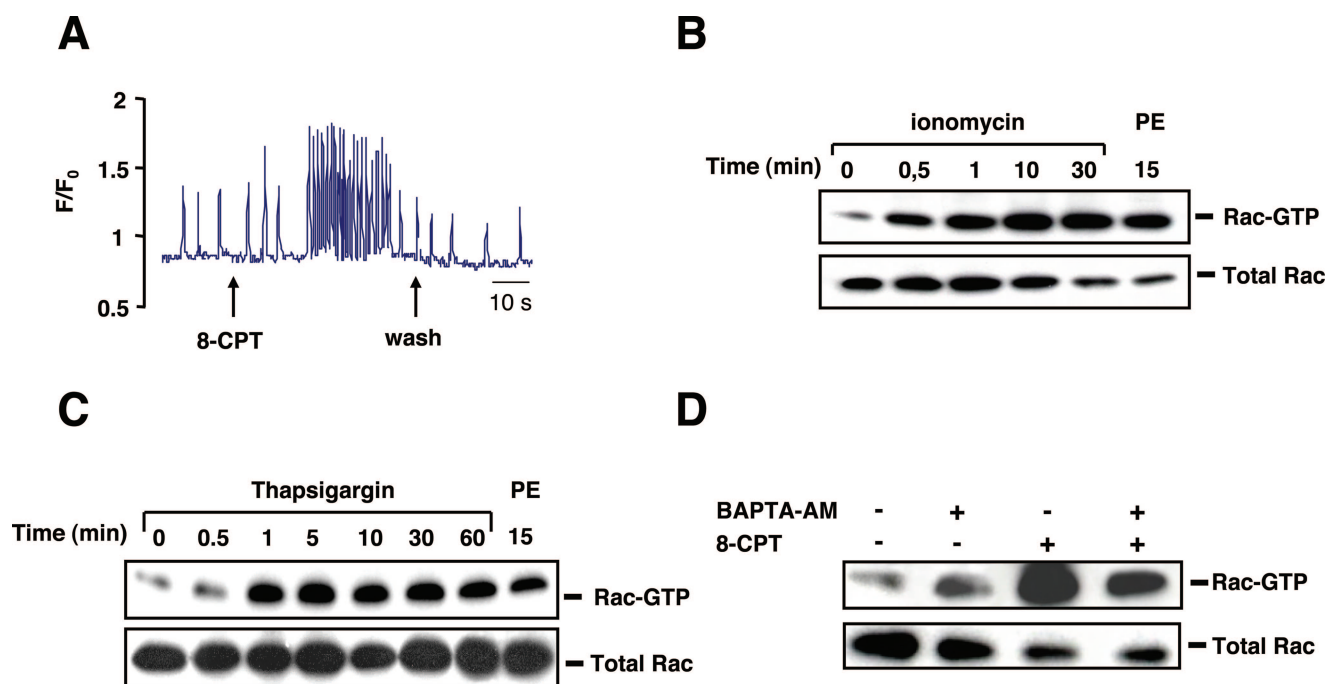 A
2
1.5
1
0.5
F/F0
8-CPT
wash
10 s
B
ionomycin PE
Time (min) 0 0,5 1 10 30 15
Rac-GTP
Total Rac
C
Thapsigargin PE
Time (min) 0 0.5 1 5 10 30 60 15
Rac-GTP
Total Rac
D
BAPTA-AM - + - +
8-CPT - - + +
Rac-GTP
Total Rac